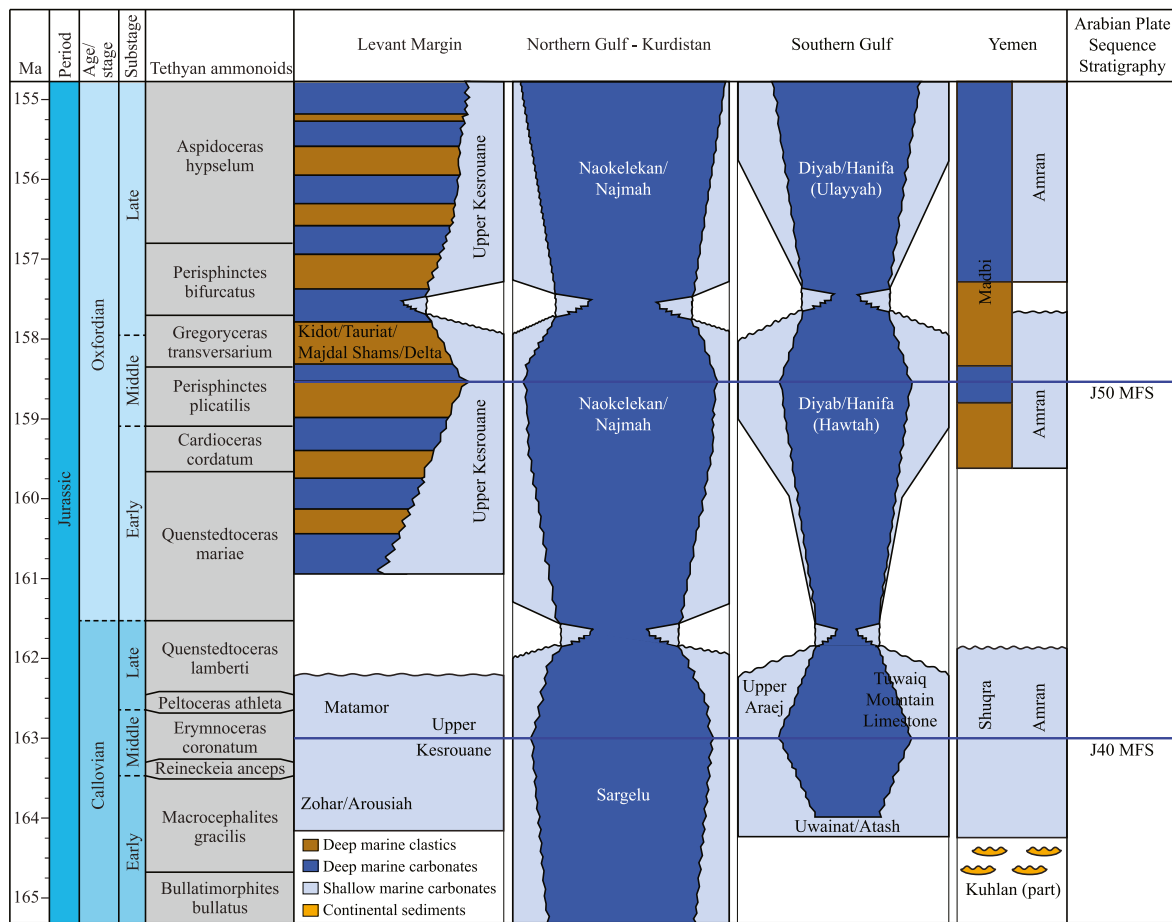 Ma
Period
Age/
stage
Substage
Tethyan ammonoids
Levant Margin
Northern Gulf - Kurdistan
Southern Gulf
Yemen
Arabian Plate
Sequence
Stratigraphy
155
156
157
158
159
160
161
162
163
164
165
Jurassic
Oxfordian
Callovian
Late
Middle
Early
Late
Middle
Early
Aspidoceras
hypselum
Perisphinctes
bifurcatus
Gregoryceras
transversarium
Perisphinctes
plicatilis
Cardioceras
cordatum
Quenstedtoceras
mariae
Quenstedtoceras
lamberti
Peltoceras athleta
Erymnoceras
coronatum
Reineckeia anceps
Macrocephalites
gracilis
Bullatimorphites
bullatus
Upper Kesrouane
Kidot/Tauriat/
Majdal Shams/Delta
Upper Kesrouane
Matamor
Upper
Kesrouane
Zohar/Arousiah
Deep marine clastics
Deep marine carbonates
Shallow marine carbonates
Continental sediments
Naokelekan/
Najmah
Naokelekan/
Najmah
Sargelu
Diyab/Hanifa
(Ulayyah)
Diyab/Hanifa
(Hawtah)
Upper
Araej
Tuwaiq
Mountain
Limestone
Uwainat/Atash
Madbi
Amran
Amran
Shuqra
Amran
Kuhlan (part)
J50 MFS
J40 MFS